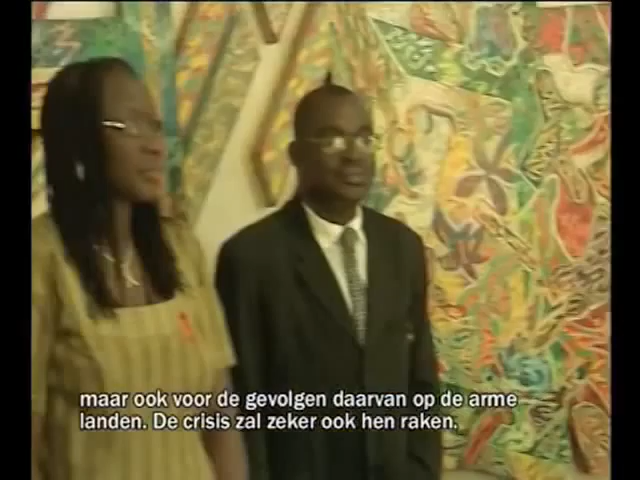 maar ook voor de gevolgen daarvan op de arme
landen. De crisis zal zeker ook hen raken.